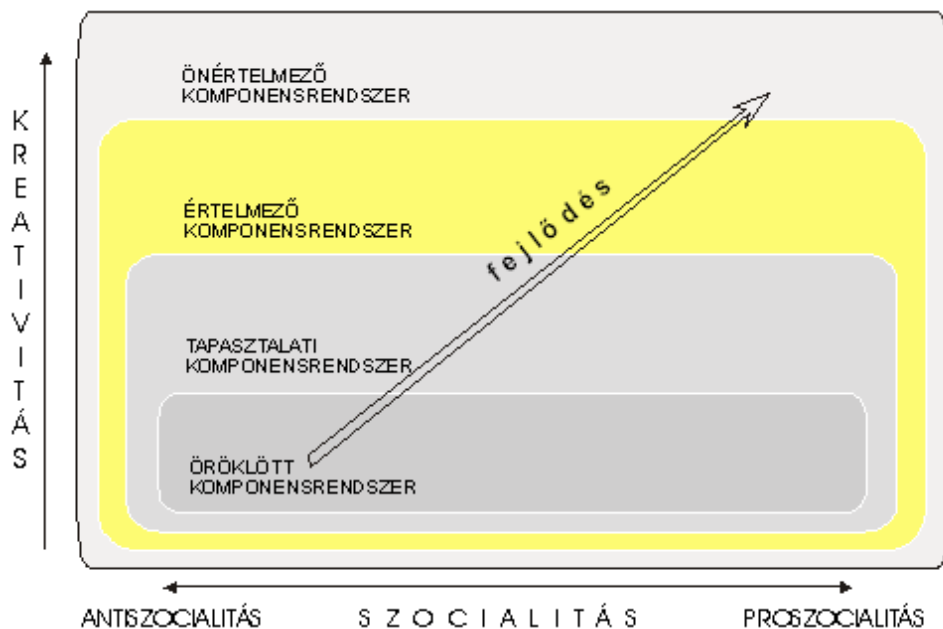 ÖNÉRTELMEZŐ
KOMPONENSRENDSZER
KREATIVITÁS
ÉRTELMEZŐ
KOMPONENSRENDSZER
fejlődés
TAPASZTALATI
KOMPONENSRENDSZER
ÖRÖKLÖTT
KOMPONENSRENDSZER
ANTISZOCIALITÁS SZOCIALITÁS PROSZOCIALITÁS